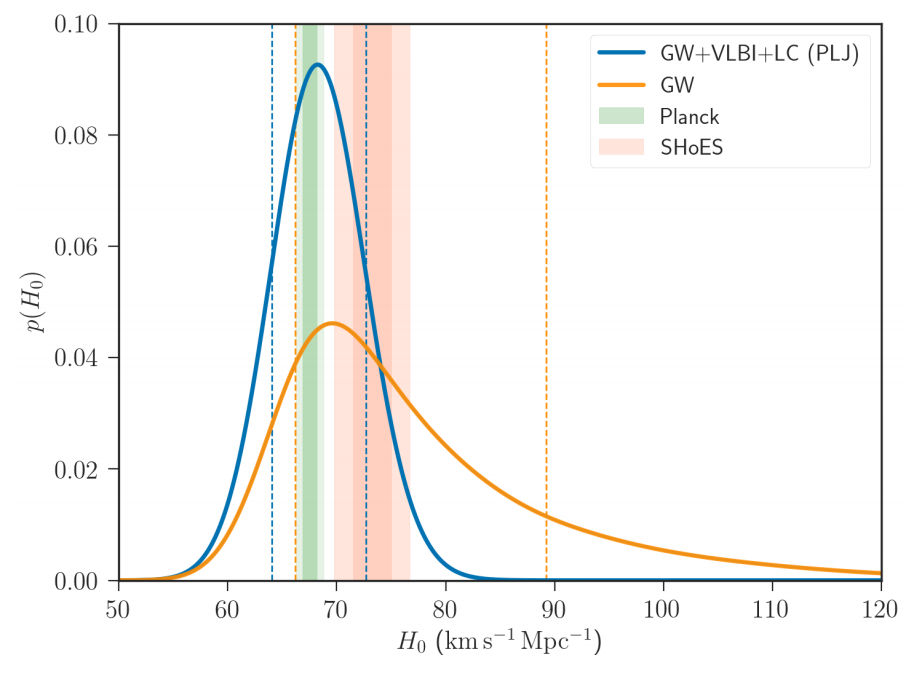 0.10
0.08
0.06
0.04
0.02
0.00
p(H₀)
GW+VLBI+LC (PLJ)
GW
Planck
SHoES
50 60 70 80 90 100 110 120
H₀ (km s⁻¹ Mpc⁻¹)